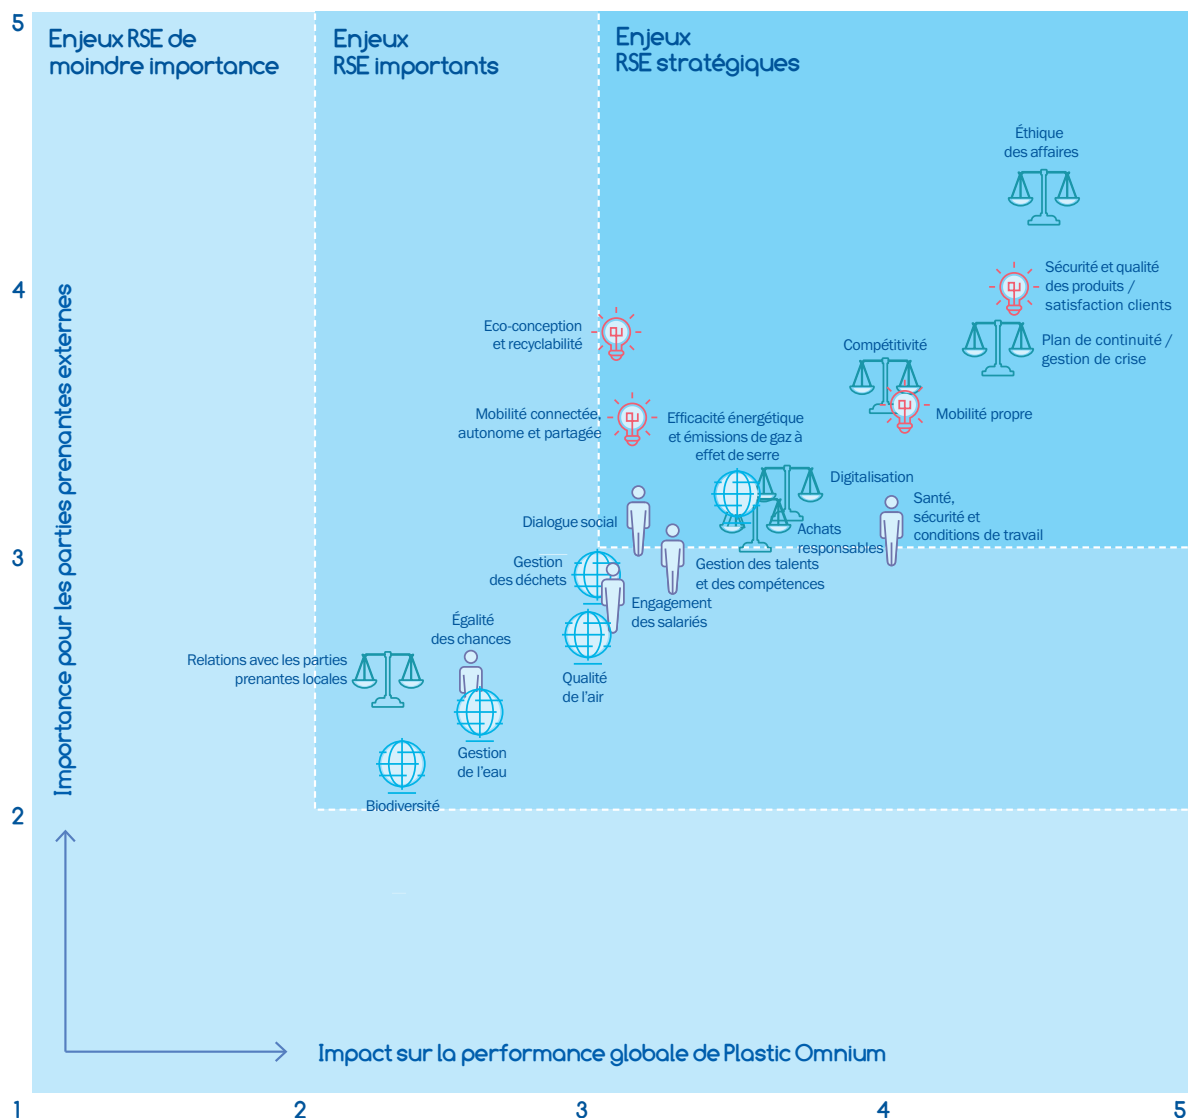 5
Enjeux RSE de
moindre importance
Enjeux
RSE importants
Enjeux
RSE stratégiques
Éthique
des affaires
Sécurité et qualité
des produits /
satisfaction clients
4
Importance pour les parties prenantes externes
Eco-conception
et recyclabilité
Compétitivité
Plan de continuité /
gestion de crise
Mobilité connectée,
autonome et partagée
Efficacité énergétique
et émissions de gaz à
effet de serre
Mobilité propre
Digitalisation
Dialogue social
Achats
responsables
Santé,
sécurité et
conditions de travail
3
Gestion
des déchets
Gestion des talents
et des compétences
Engagement
des salariés
Égalité
des chances
Relations avec les parties
prenantes locales
Qualité
de l'air
Gestion
de l'eau
Biodiversité
2
Impact sur la performance globale de Plastic Omnium
1
2
3
4
5